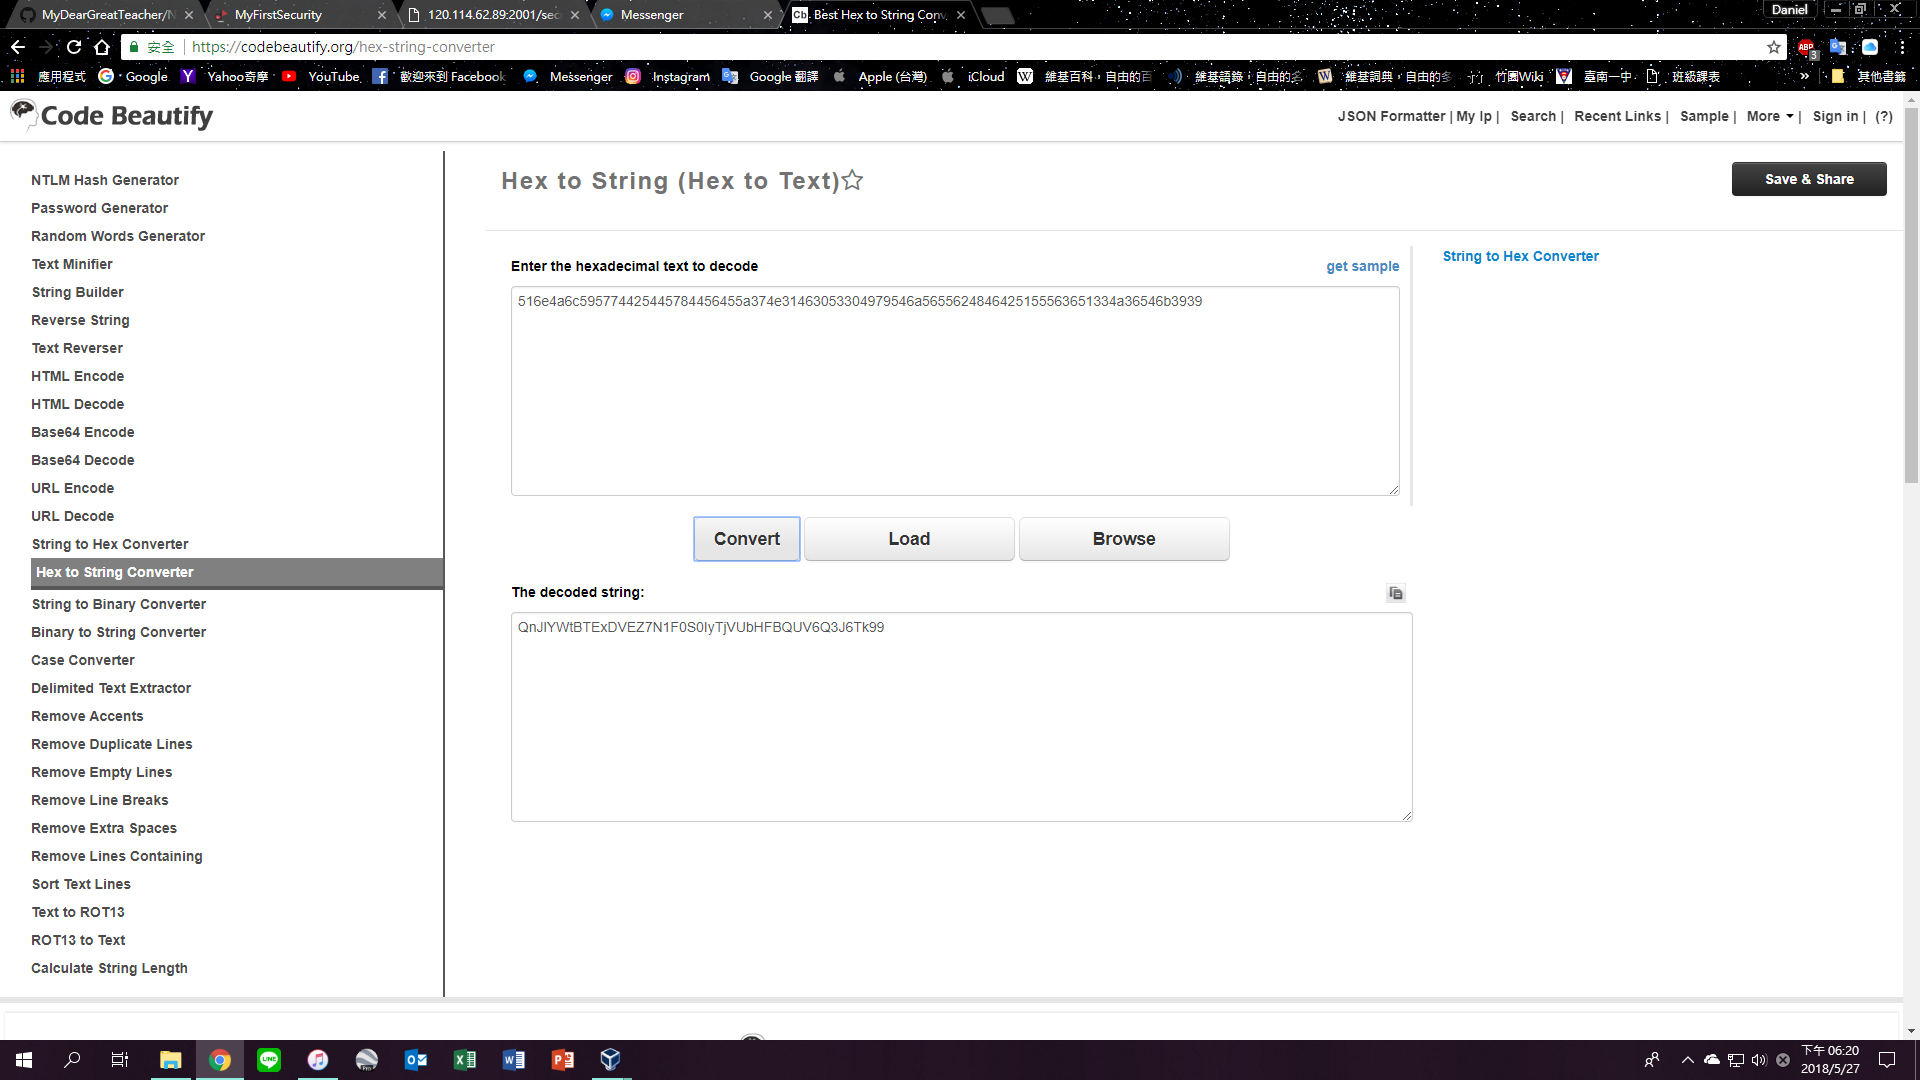 MyDearGreatTeacher/N
MyFirstSecurity
120.114.62.89:2001/sec
Messenger
Cb Best Hex to String Conv
Daniel
安全 | https://codebeautify.org/hex-string-converter
ABP 3
應用程式 Google Yahoo奇摩 YouTube 歡迎來到 Facebook Messenger Instagram Google 翻譯 Apple (台灣) iCloud 維基百科，自由的百 維基語錄，自由的名 維基詞典，自由的多 竹園Wiki 臺南一中 班級課表 » 其他書籤
Code Beautify
JSON Formatter | My Ip | Search | Recent Links | Sample | More | Sign in | (?)
NTLM Hash Generator
Password Generator
Random Words Generator
Text Minifier
String Builder
Reverse String
Text Reverser
HTML Encode
HTML Decode
Base64 Encode
Base64 Decode
URL Encode
URL Decode
String to Hex Converter
Hex to String Converter
String to Binary Converter
Binary to String Converter
Case Converter
Delimited Text Extractor
Remove Accents
Remove Duplicate Lines
Remove Empty Lines
Remove Line Breaks
Remove Extra Spaces
Remove Lines Containing
Sort Text Lines
Text to ROT13
ROT13 to Text
Calculate String Length
Hex to String (Hex to Text)
Save & Share
Enter the hexadecimal text to decode
get sample
String to Hex Converter
516e4a6c595774425445784456455a374e31463053304979546a5655624846425155563651334a36546b3939
Convert
Load
Browse
The decoded string:
QnJlYWtBTExDVEZ7N1F0S0IyTjVUbHFBQUV6Q3J6Tk99
下午 06:20
2018/5/27